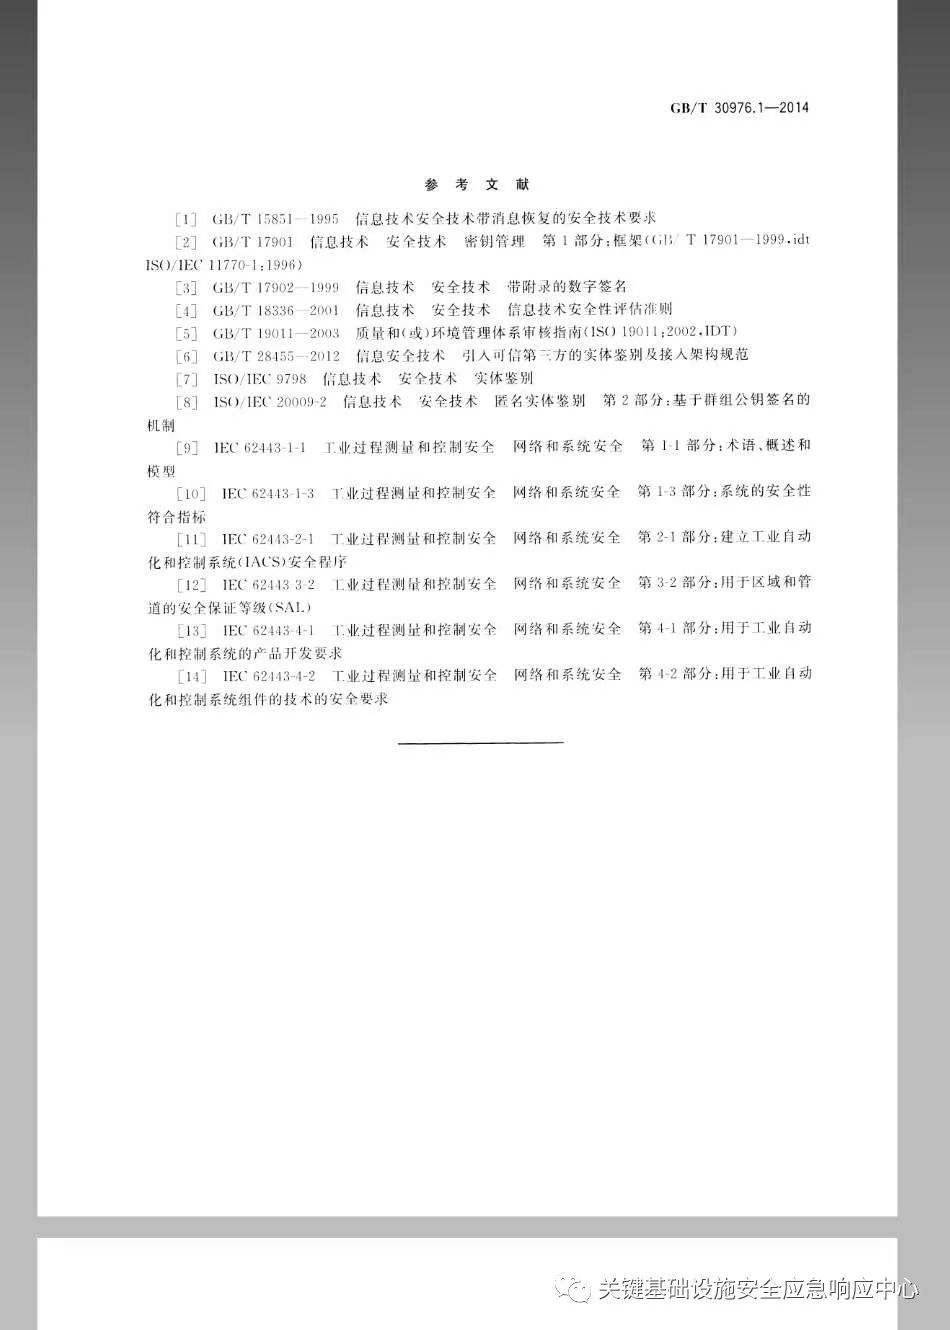 GB/T 30976.1—2014
参 考 文 献
[1] GB/T 15851—1995 信息技术安全技术带消息恢复的安全技术要求
[2] GB/T 17901 信息技术 安全技术 密钥管理 第1部分:框架(GB/T 17901—1999,idt
ISO/IEC 11770-1:1996)
[3] GB/T 17902—1999 信息技术 安全技术 带附录的数字签名
[4] GB/T 18336—2001 信息技术 安全技术 信息技术安全性评估准则
[5] GB/T 19011—2003 质量和(或)环境管理体系审核指南(ISO 19011:2002,IDT)
[6] GB/T 28455—2012 信息安全技术 引入可信第三方的实体鉴别及接入架构规范
[7] ISO/IEC 9798 信息技术 安全技术 实体鉴别
[8] ISO/IEC 20009-2 信息技术 安全技术 匿名实体鉴别 第2部分:基于群组公钥签名的
机制
[9] IEC 62443-1-1 工业过程测量和控制安全 网络和系统安全 第1-1部分:术语、概述和
模型
[10] IEC 62443-1-3 工业过程测量和控制安全 网络和系统安全 第1-3部分:系统的安全性
符合指标
[11] IEC 62443-2-1 工业过程测量和控制安全 网络和系统安全 第2-1部分:建立工业自动
化和控制系统(IACS)安全程序
[12] IEC 62443-3-2 工业过程测量和控制安全 网络和系统安全 第3-2部分:用于区域和管
道的安全保证等级(SAL)
[13] IEC 62443-4-1 工业过程测量和控制安全 网络和系统安全 第4-1部分:用于工业自动
化和控制系统的产品开发要求
[14] IEC 62443-4-2 工业过程测量和控制安全 网络和系统安全 第4-2部分:用于工业自动
化和控制系统组件的技术的安全要求
关键基础设施安全应急响应中心